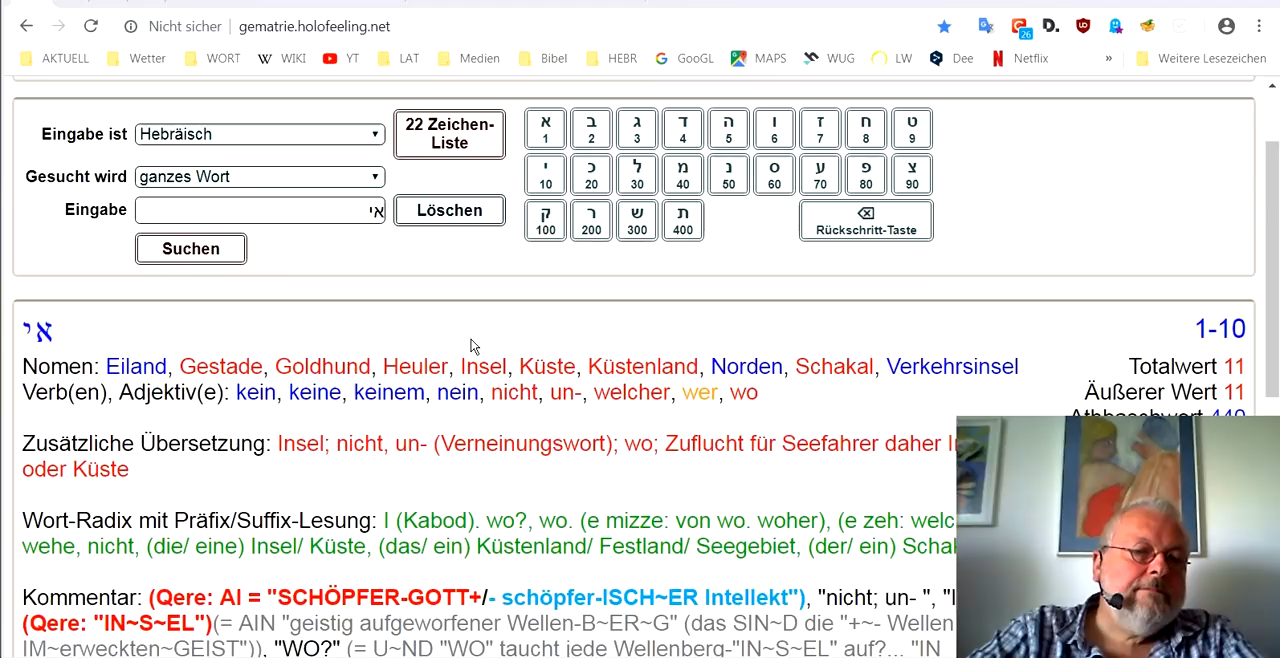 Nicht sicher gematrie.holofeeling.net 26 D.
AKTUELL Wetter WORT WIKI YT LAT Medien Bibel HEBR GooGL MAPS WUG LW Dee Netflix » Weitere Lesezeichen
Eingabe ist Hebräisch
22 Zeichen-
Liste
Gesucht wird ganzes Wort
Eingabe אי Löschen
Suchen
א ב ג ד ה ו ז ח ט
1 2 3 4 5 6 7 8 9
י כ ל מ נ ס ע פ צ
10 20 30 40 50 60 70 80 90
ק ר ש ת
100 200 300 400 Rückschritt-Taste
אי 1-10
Nomen: Eiland, Gestade, Goldhund, Heuler, Insel, Küste, Küstenland, Norden, Schakal, Verkehrsinsel Totalwert 11
Verb(en), Adjektiv(e): kein, keine, keinem, nein, nicht, un-, welcher, wer, wo Äußerer Wert 11
Athbaschwert 440
Zusätzliche Übersetzung: Insel; nicht, un- (Verneinungswort); wo; Zuflucht für Seefahrer daher
oder Küste
Wort-Radix mit Präfix/Suffix-Lesung: I (Kabod). wo?, wo. (e mizze: von wo. woher), (e zeh: welc
wehe, nicht, (die/ eine) Insel/ Küste, (das/ ein) Küstenland/ Festland/ Seegebiet, (der/ ein) Scha
Kommentar: (Qere: AI = "SCHÖPFER-GOTT+/- schöpfer-ISCH~ER Intellekt"), "nicht; un- ",
(Qere: "IN~S~EL")(= AIN "geistig aufgeworfener Wellen-B~ER~G" (das SIN~D die "+~- Wellen
IM~erweckten~GEIST")), "WO?" (= U~ND "WO" taucht jede Wellenberg-"IN~S~EL" auf?... "IN